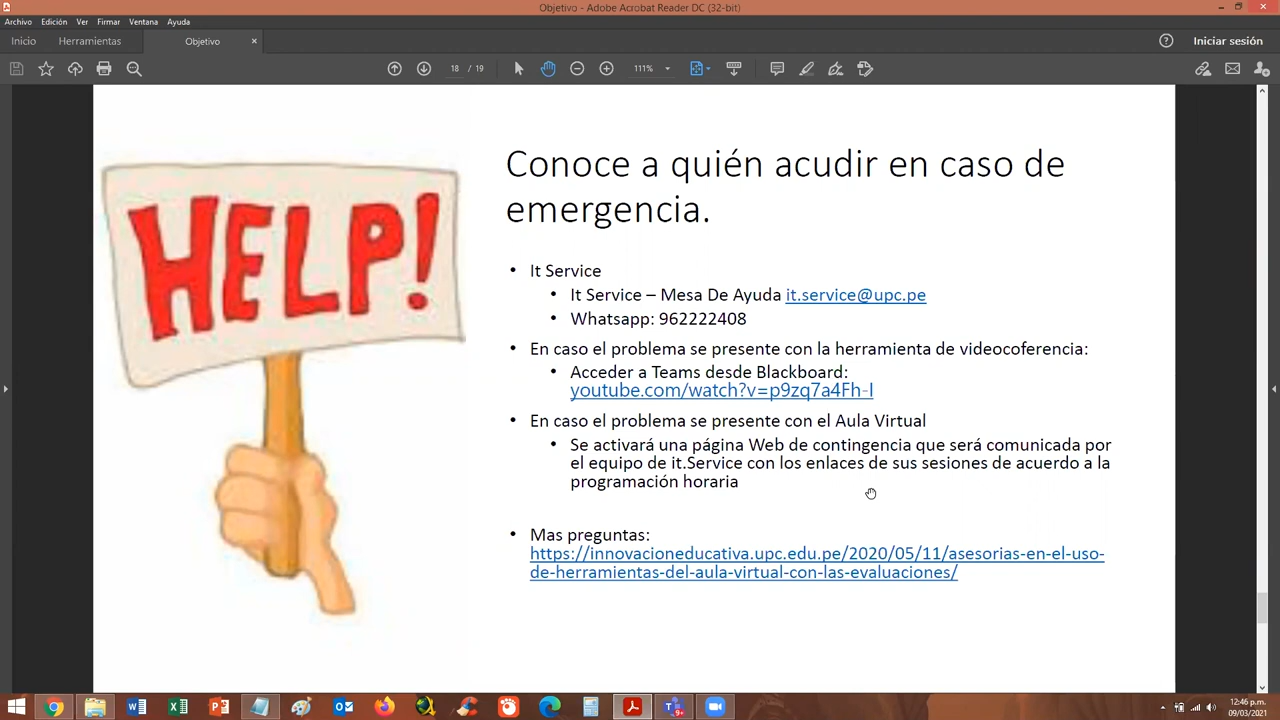 Objetivo - Adobe Acrobat Reader DC (32-bit)
Archivo Edición Ver Firmar Ventana Ayuda
Inicio Herramientas Objetivo × Iniciar sesión
18 / 19 111%
HELP!
Conoce a quién acudir en caso de
emergencia.
• It Service
• It Service – Mesa De Ayuda it.service@upc.pe
• Whatsapp: 962222408
• En caso el problema se presente con la herramienta de videocoferencia:
• Acceder a Teams desde Blackboard:
youtube.com/watch?v=p9zq7a4Fh-I
• En caso el problema se presente con el Aula Virtual
• Se activará una página Web de contingencia que será comunicada por
el equipo de it.Service con los enlaces de sus sesiones de acuerdo a la
programación horaria
• Mas preguntas:
https://innovacioneducativa.upc.edu.pe/2020/05/11/asesorias-en-el-uso-
de-herramientas-del-aula-virtual-con-las-evaluaciones/
12:46 p.m.
09/03/2021